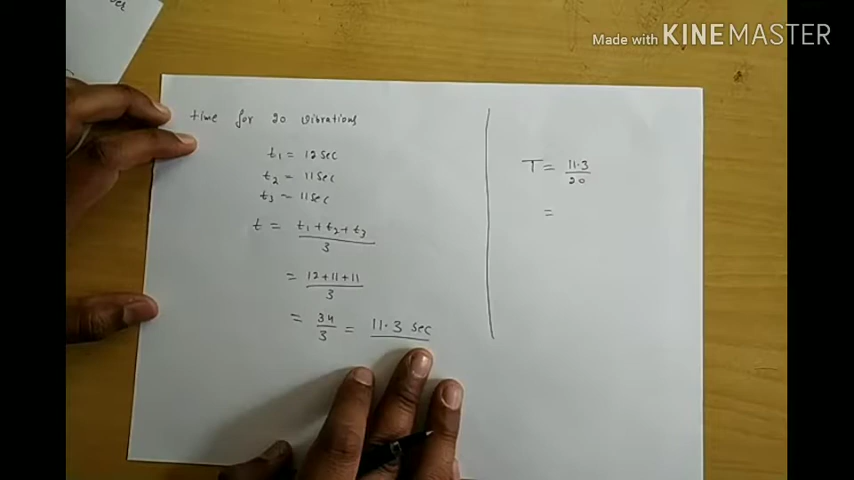 Made with KINEMASTER
time for 20 vibrations
t1 = 12 sec
t2 = 11 sec
t3 = 11 sec
t = t1 + t2 + t3 / 3
= 12 + 11 + 11 / 3
= 34 / 3 = 11.3 sec
T = 11.3 / 20
=